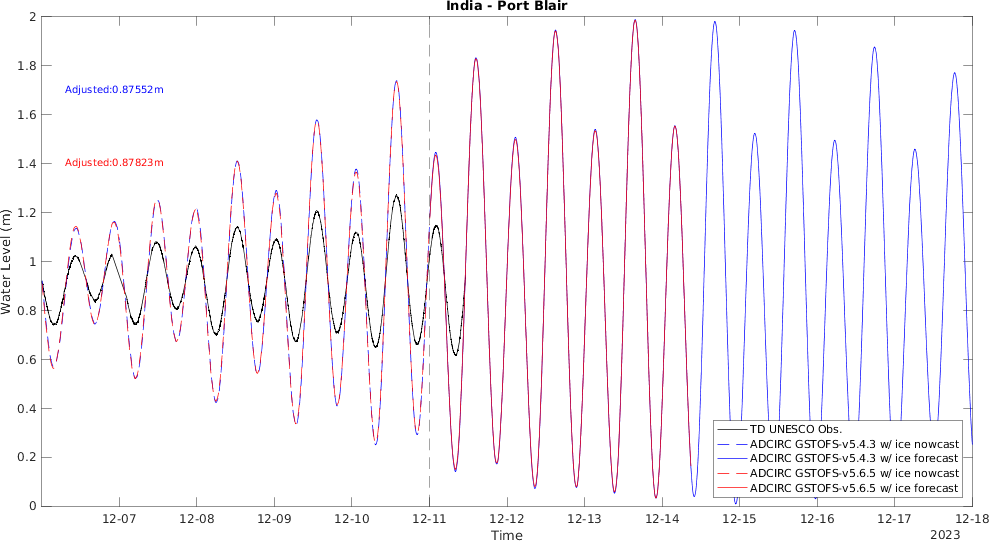 India - Port Blair
2
1.8
1.6
1.4
1.2
1
0.8
0.6
0.4
0.2
0
Water Level (m)
Adjusted:0.87552m
Adjusted:0.87823m
TD UNESCO Obs.
ADCIRC GSTOFS-v5.4.3 w/ ice nowcast
ADCIRC GSTOFS-v5.4.3 w/ ice forecast
ADCIRC GSTOFS-v5.6.5 w/ ice nowcast
ADCIRC GSTOFS-v5.6.5 w/ ice forecast
12-07 12-08 12-09 12-10 12-11 12-12 12-13 12-14 12-15 12-16 12-17 12-18
Time
2023